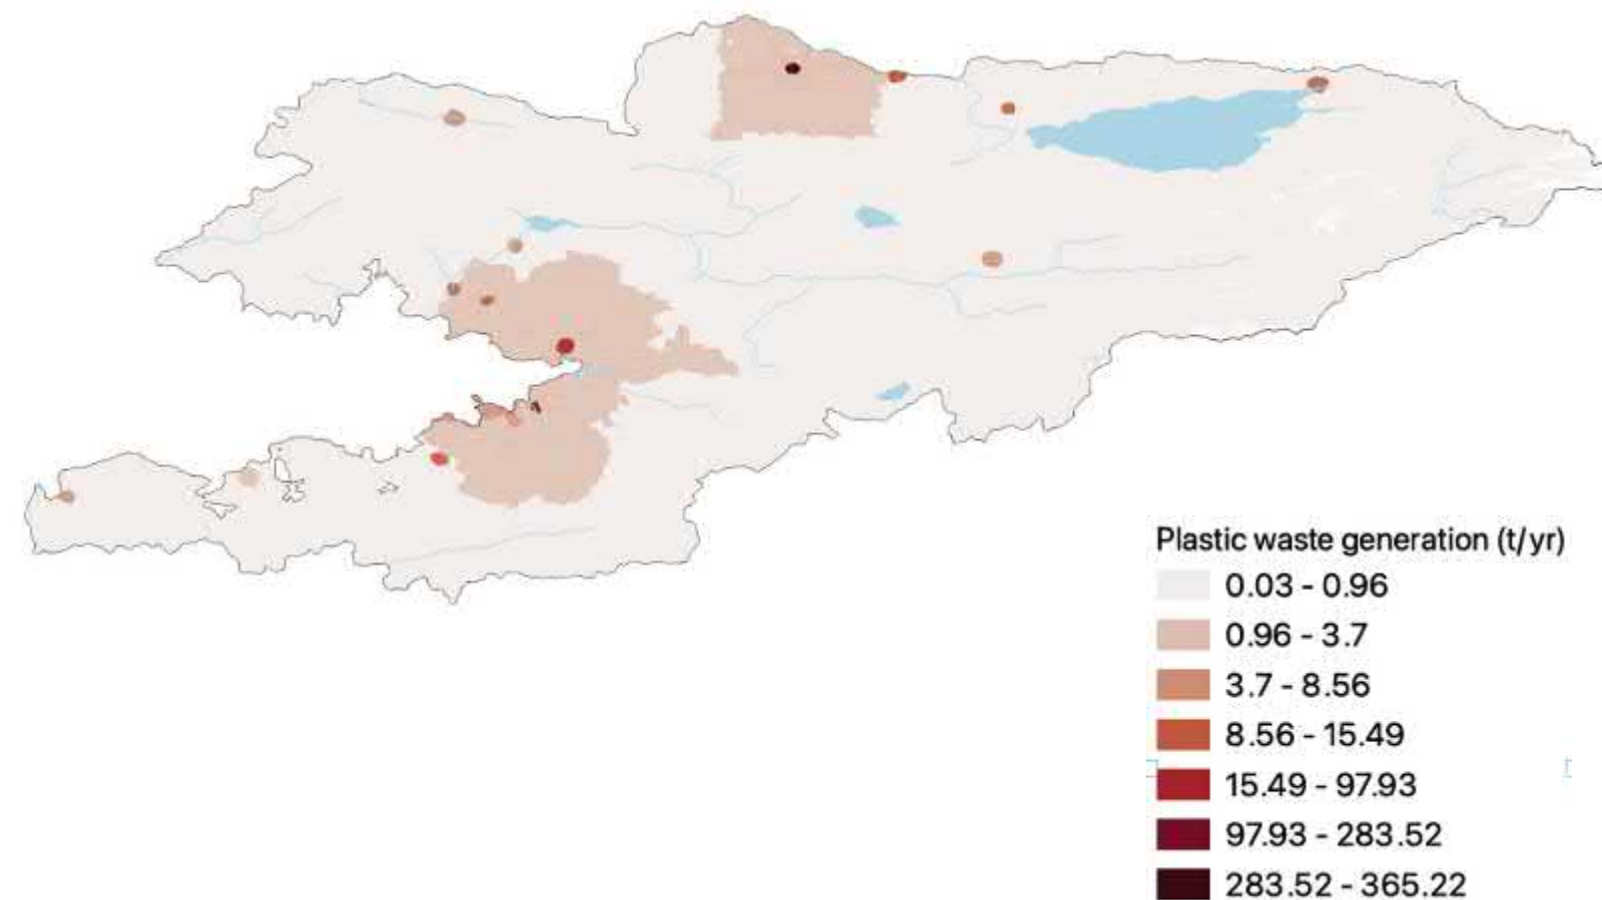 Plastic waste generation (t/yr)
0.03 - 0.96
0.96 - 3.7
3.7 - 8.56
8.56 - 15.49
15.49 - 97.93
97.93 - 283.52
283.52 - 365.22